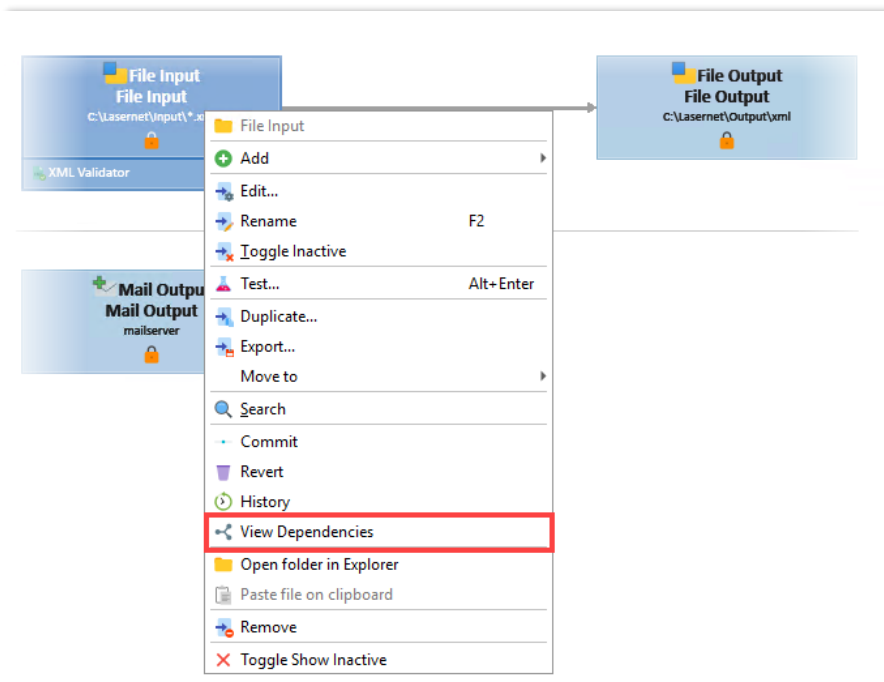 File Input
File Input
C:\Lasernet\Input\*.x
XML Validator
File Output
File Output
C:\Lasernet\Output\xml
Mail Outpu
Mail Output
mailserver
File Input
Add
Edit...
Rename F2
Toggle Inactive
Test... Alt+Enter
Duplicate...
Export...
Move to
Search
Commit
Revert
History
View Dependencies
Open folder in Explorer
Paste file on clipboard
Remove
Toggle Show Inactive